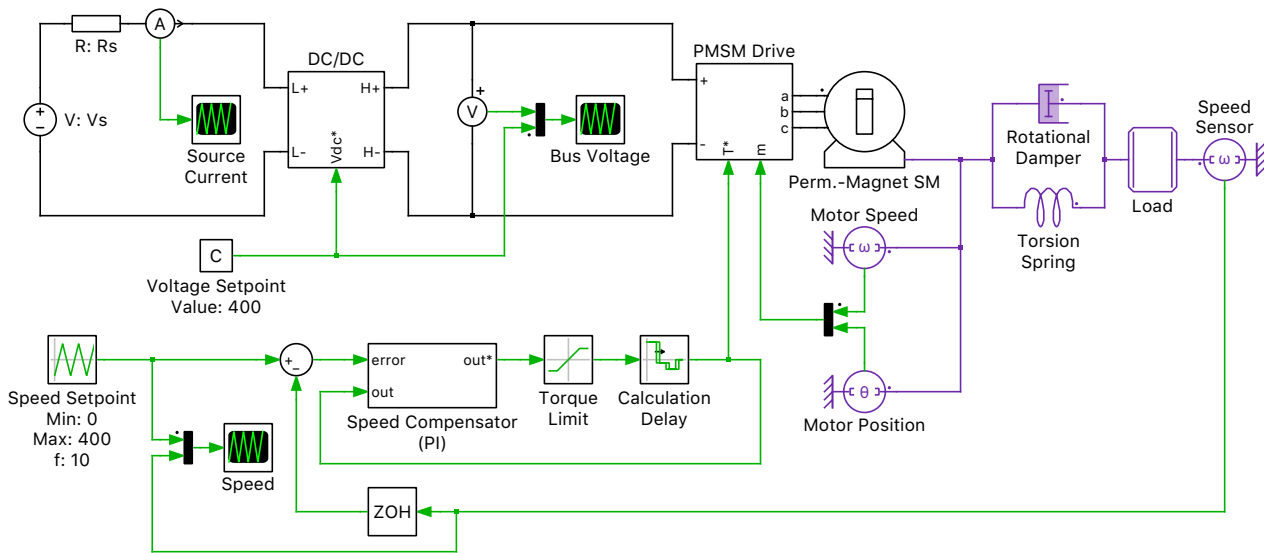 R: Rs
A
V: Vs
Source
Current
DC/DC
L+
H+
L-
H-
Vdc*
V
+
Bus Voltage
PMSM Drive
+
-
a
b
c
T*
m
Perm.-Magnet SM
Rotational
Damper
Torsion
Spring
Load
Speed
Sensor
ω
Motor Speed
ω
θ
Motor Position
C
Voltage Setpoint
Value: 400
Speed Setpoint
Min: 0
Max: 400
f: 10
Speed
+
-
error
out*
out
Speed Compensator
(PI)
Torque
Limit
Calculation
Delay
ZOH